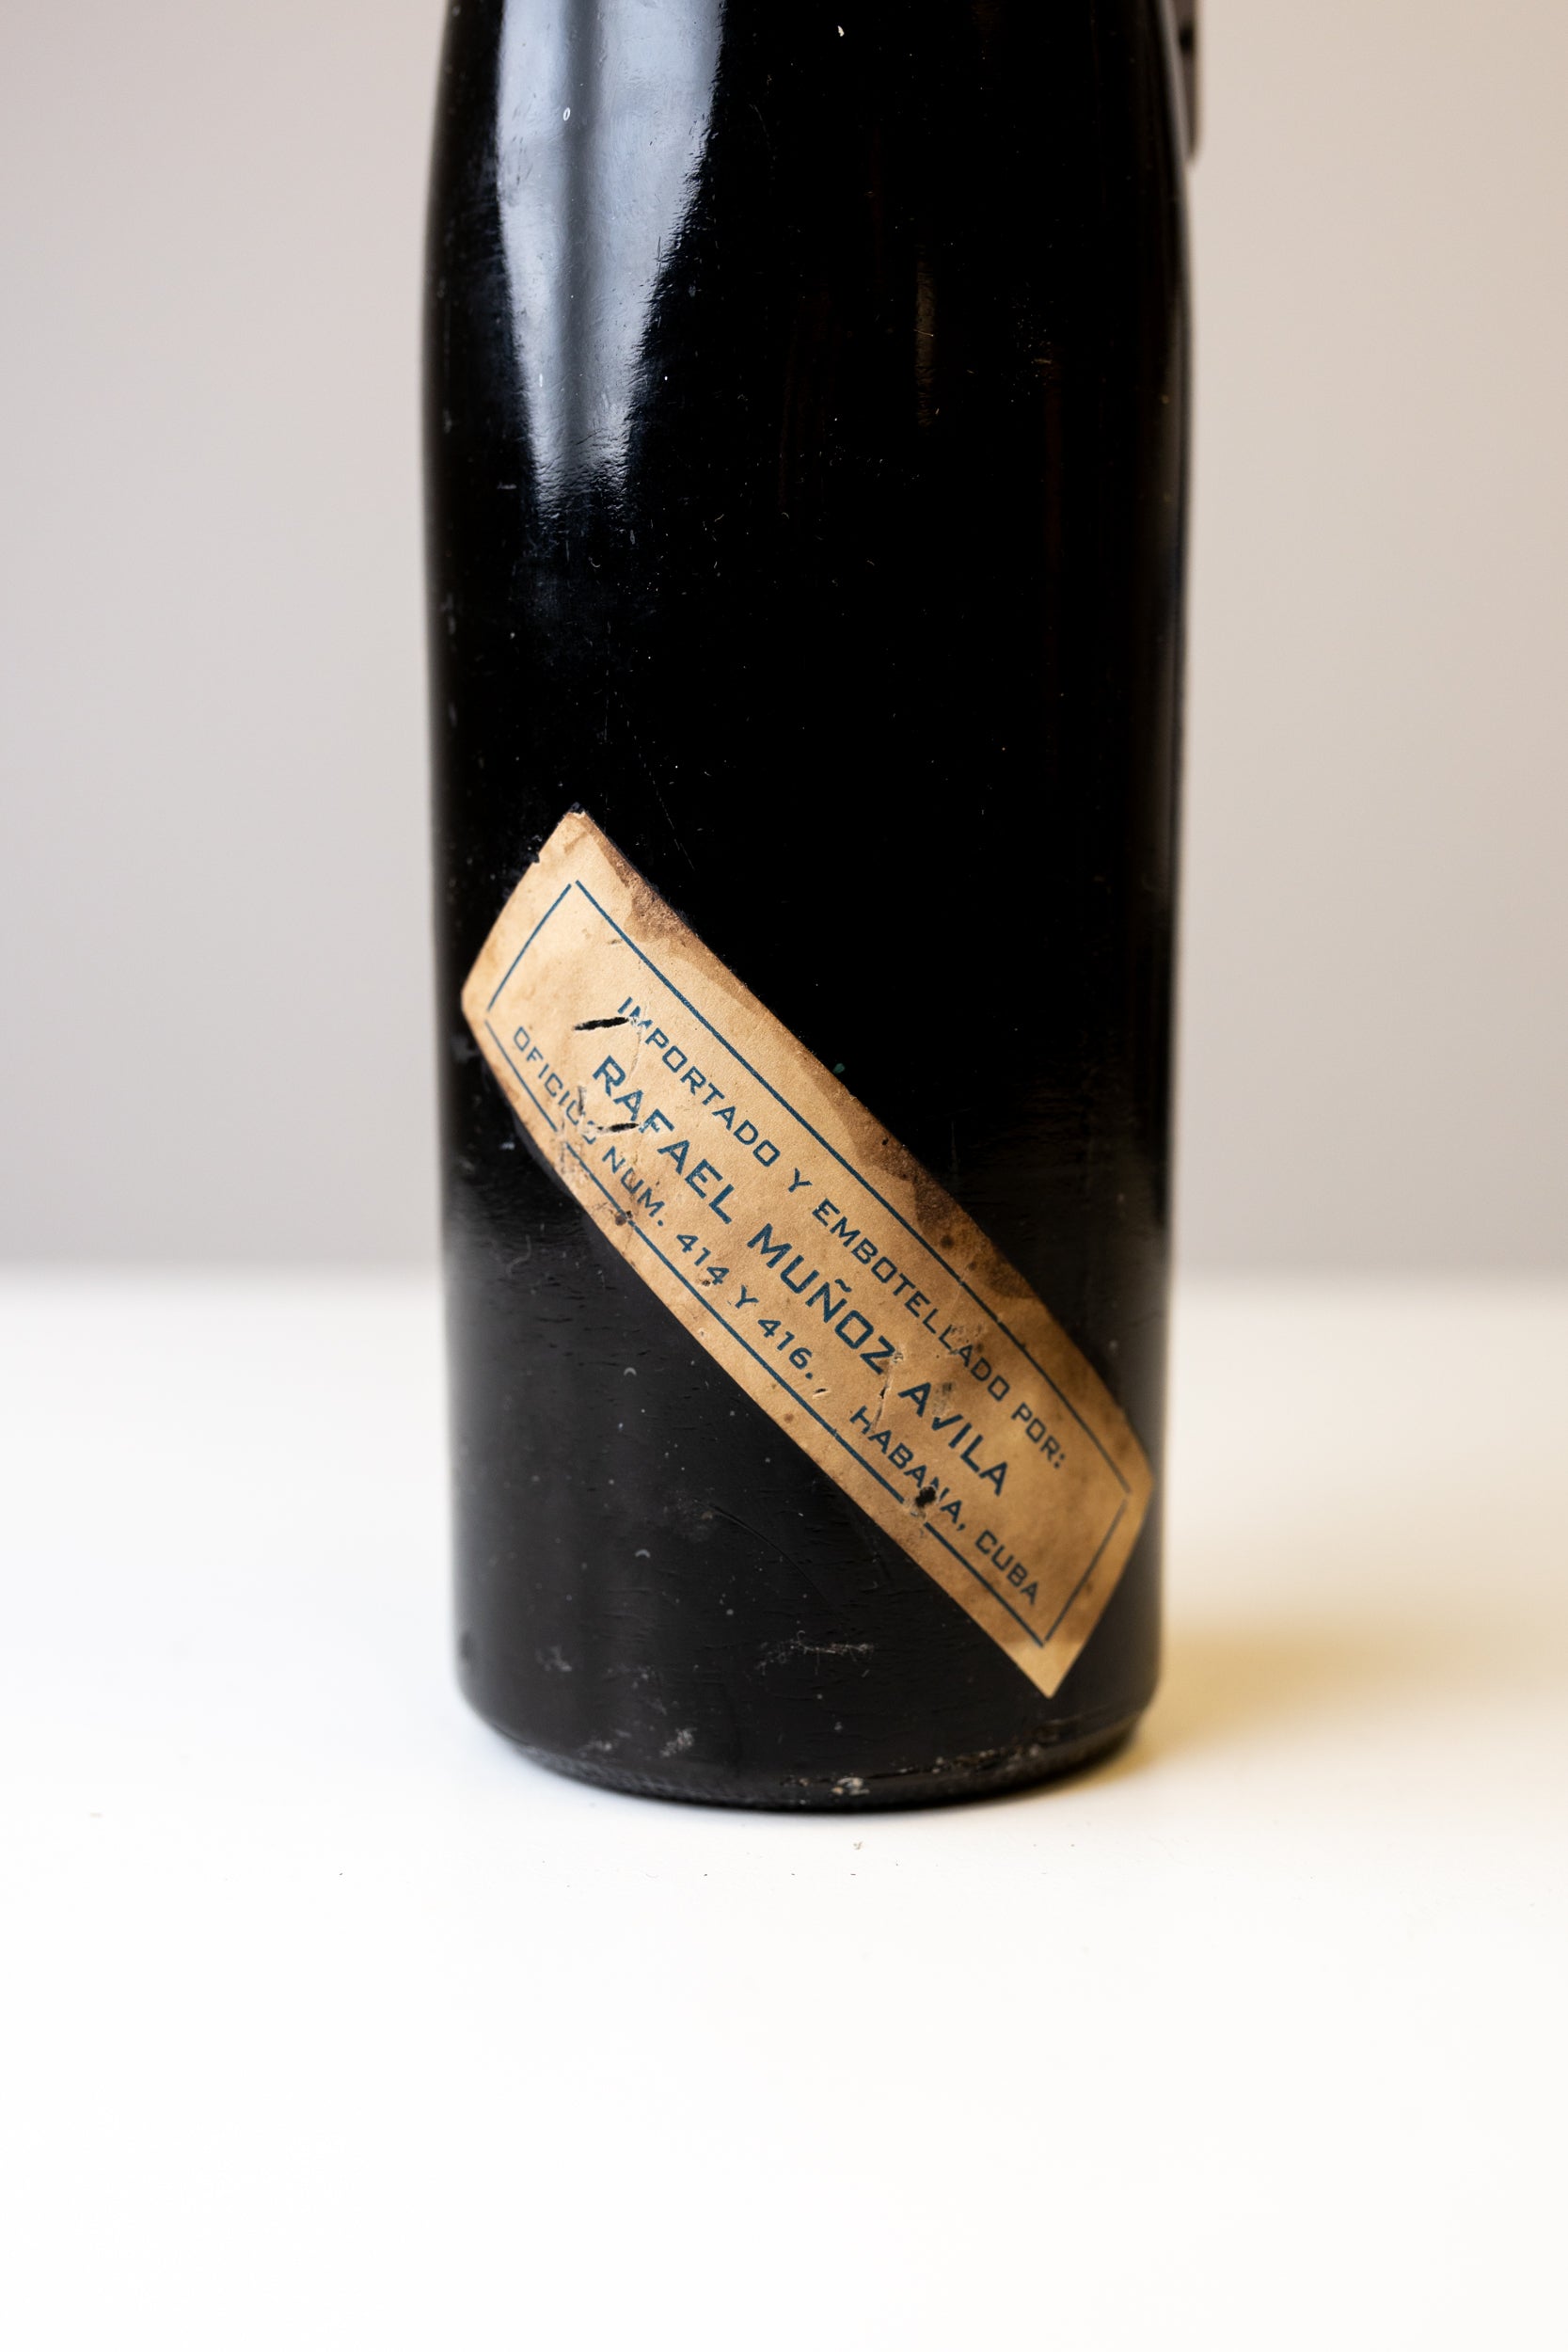 IMPORTADO Y EMBOTELLADO POR:
RAFAEL MUÑOZ AVILA
OFICIOS NUM. 414 Y 416., HABANA, CUBA